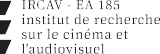 IRCAV - EA 185
institut de recherche
sur le cinéma et
l'audiovisuel